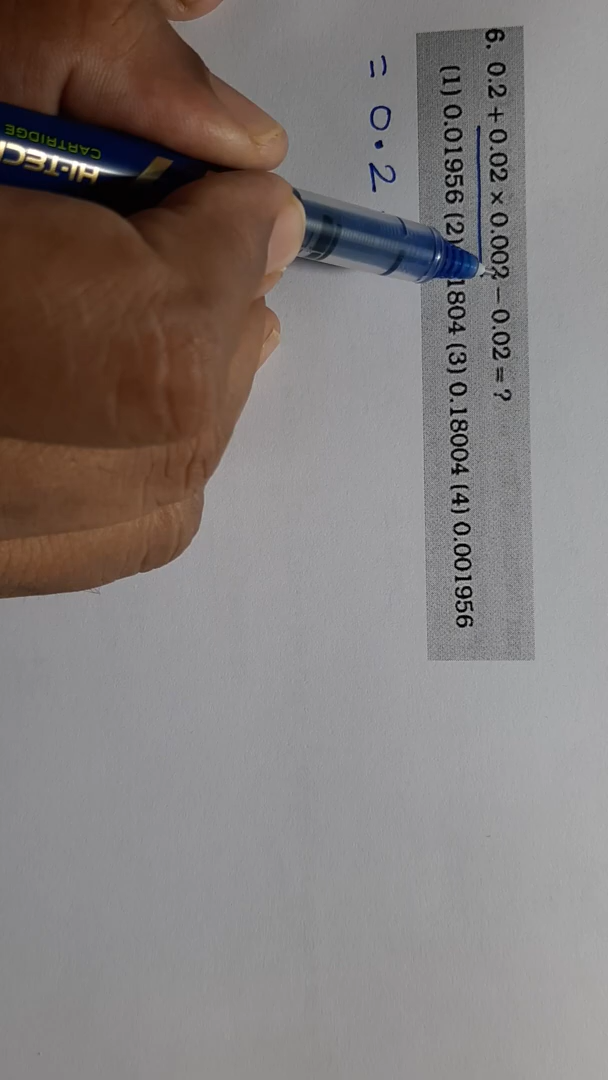 6. 0.2 + 0.02 × 0.002 – 0.02 = ?
(1) 0.01956 (2) 1804 (3) 0.18004 (4) 0.001956
= 0.2
HI-TEC
CARTRIDGE